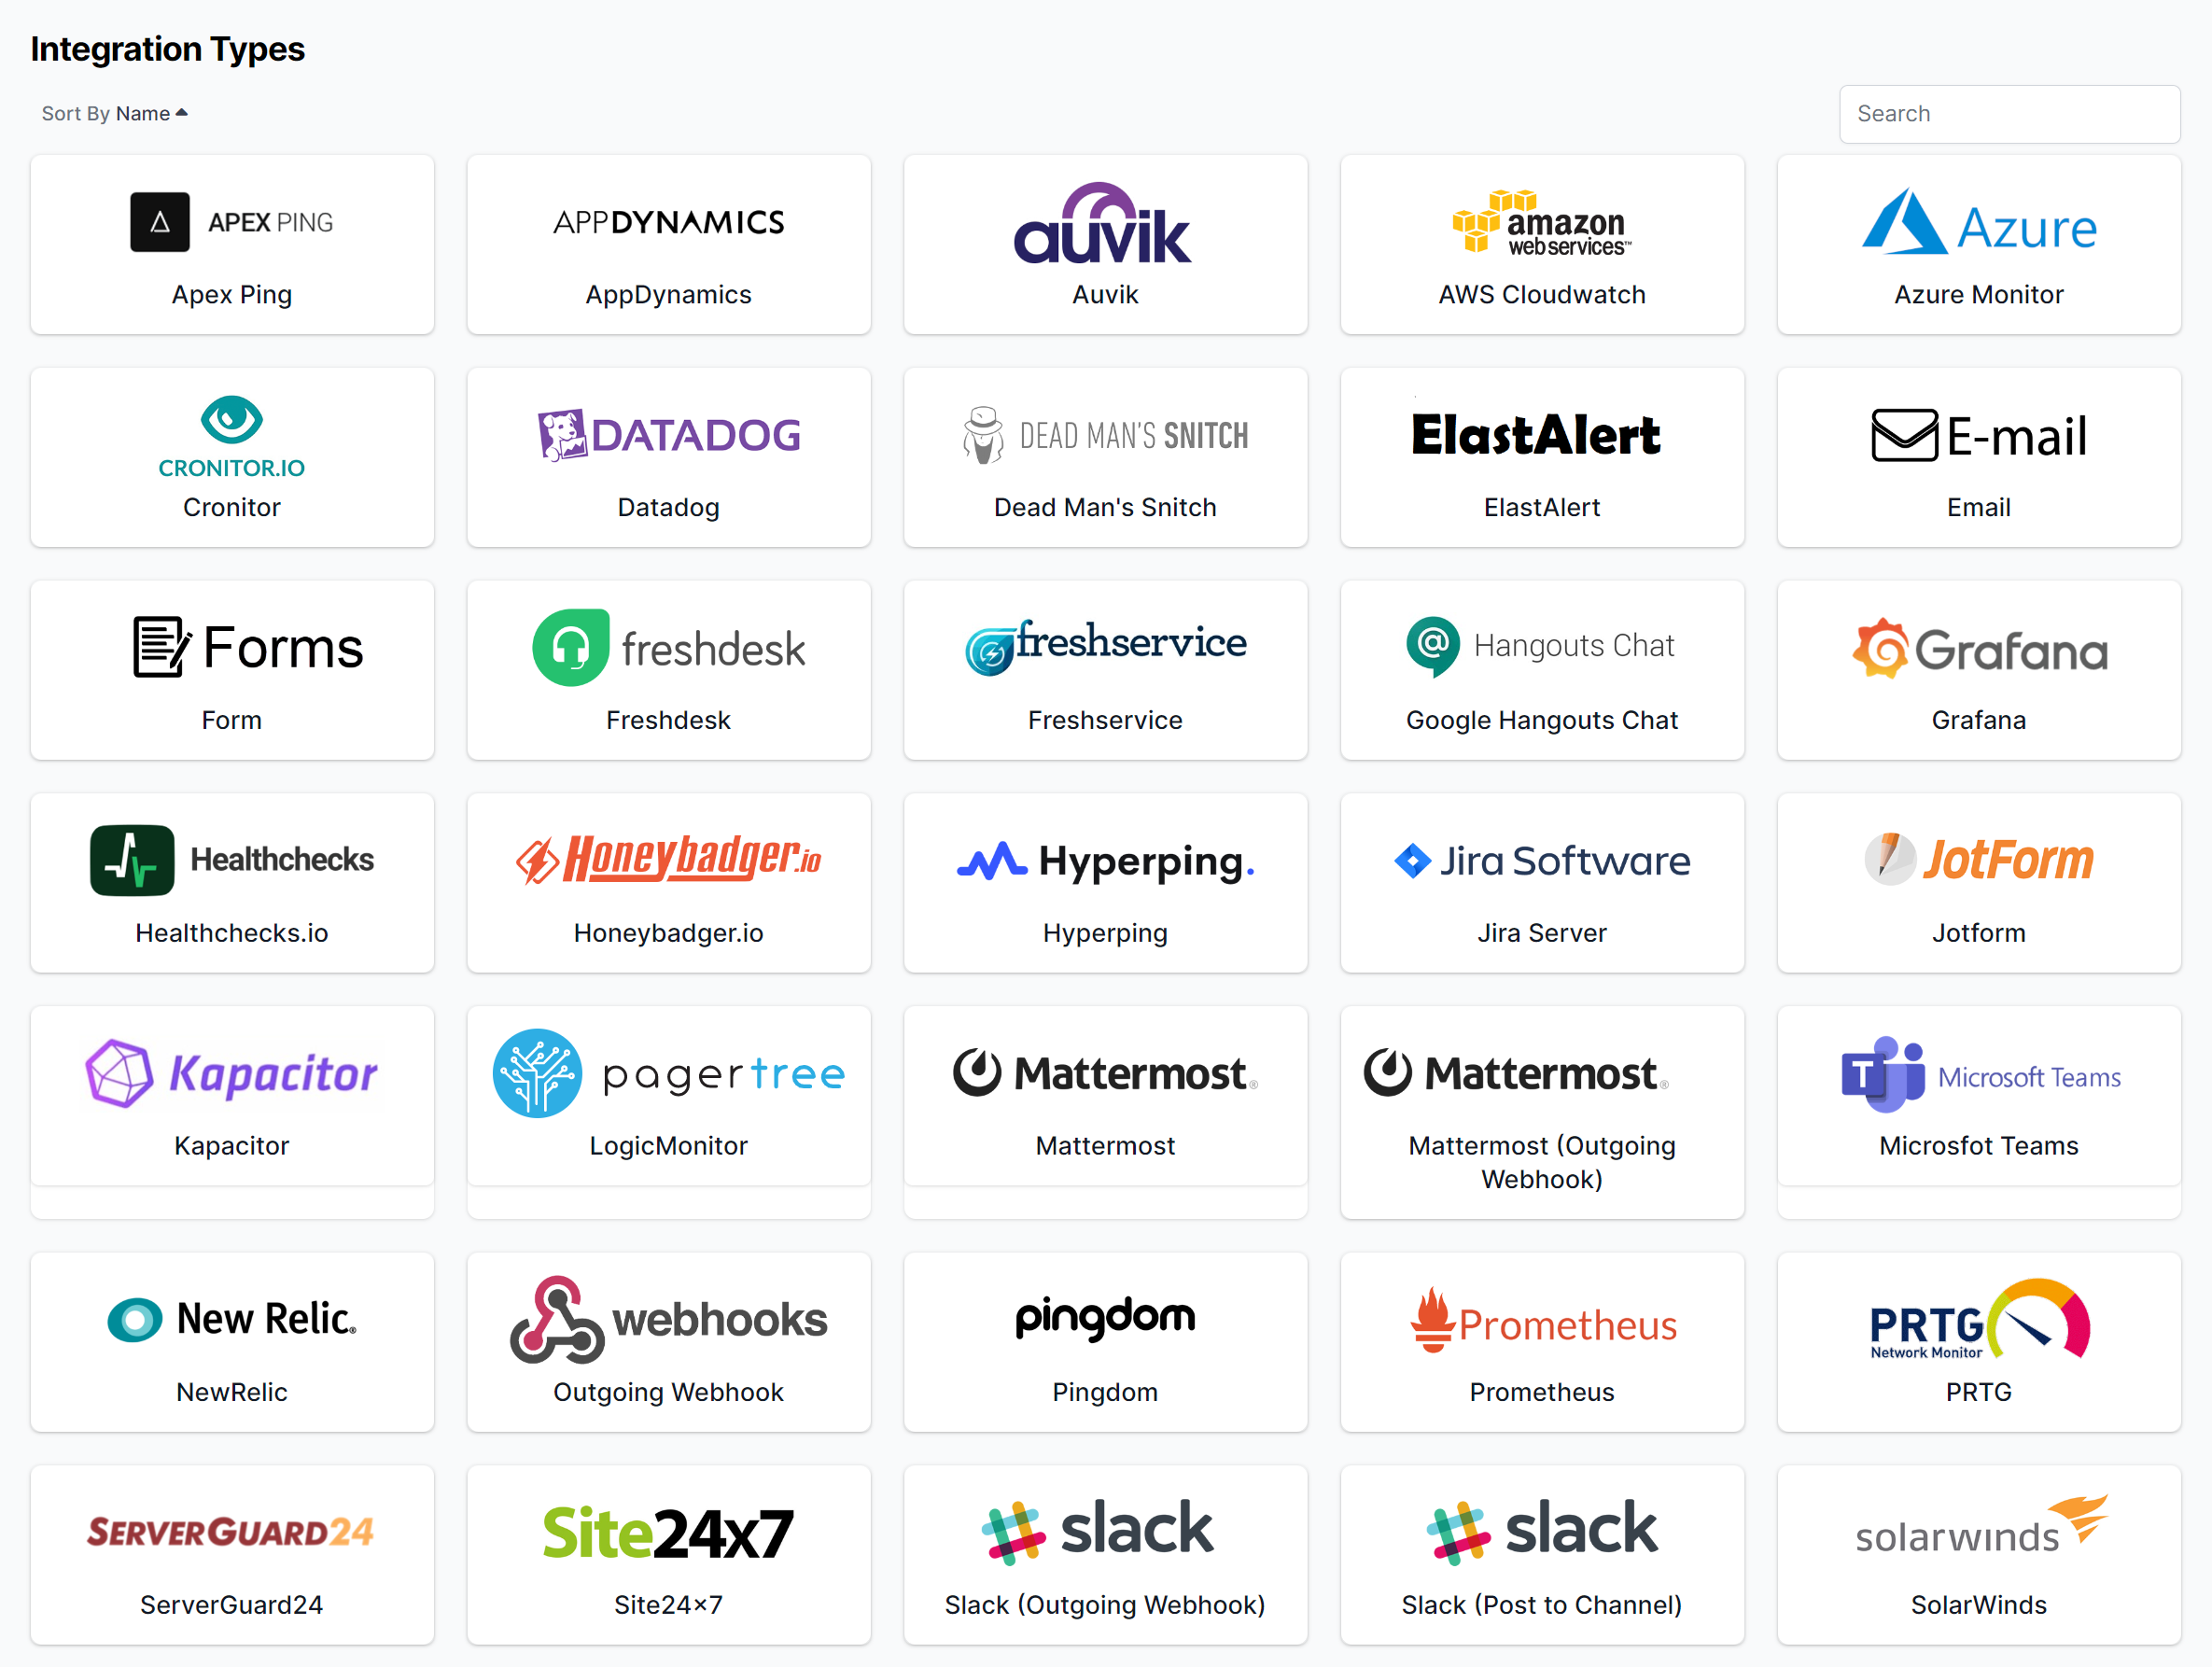 Integration Types
Sort By Name
Search
APEX PING
APPDYNAMICS
auvik
amazon
web services™
Azure
Apex Ping
AppDynamics
Auvik
AWS Cloudwatch
Azure Monitor
CRONITOR.IO
DATADOG
DEAD MAN'S SNITCH
ElastAlert
E-mail
Cronitor
Datadog
Dead Man's Snitch
ElastAlert
Email
Forms
freshdesk
freshservice
@ Hangouts Chat
Grafana
Form
Freshdesk
Freshservice
Google Hangouts Chat
Grafana
Healthchecks
Honeybadger.io
Hyperping.
Jira Software
JotForm
Healthchecks.io
Honeybadger.io
Hyperping
Jira Server
Jotform
Kapacitor
pagertree
Mattermost®
Mattermost®
T Microsoft Teams
Kapacitor
LogicMonitor
Mattermost
Mattermost (Outgoing
Webhook)
Microsfot Teams
New Relic®
webhooks
pingdom
Prometheus
PRTG
Network Monitor
NewRelic
Outgoing Webhook
Pingdom
Prometheus
PRTG
SERVERGUARD24
Site24x7
slack
slack
solarwinds
ServerGuard24
Site24×7
Slack (Outgoing Webhook)
Slack (Post to Channel)
SolarWinds